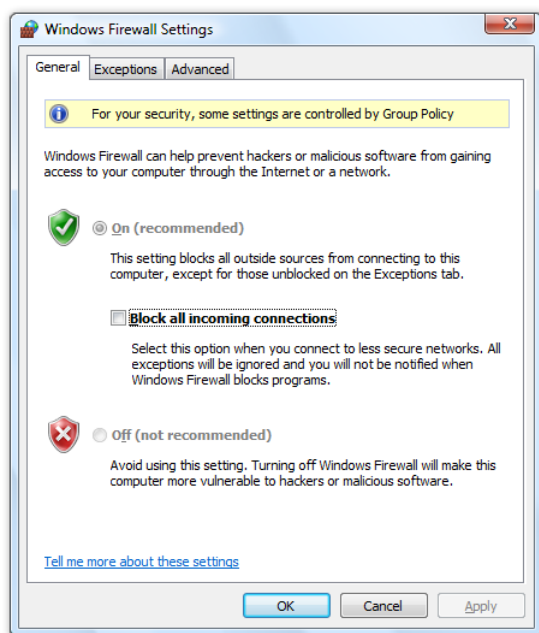 Windows Firewall Settings
General Exceptions Advanced
For your security, some settings are controlled by Group Policy
Windows Firewall can help prevent hackers or malicious software from gaining
access to your computer through the Internet or a network.
On (recommended)
This setting blocks all outside sources from connecting to this
computer, except for those unblocked on the Exceptions tab.
Block all incoming connections
Select this option when you connect to less secure networks. All
exceptions will be ignored and you will not be notified when
Windows Firewall blocks programs.
Off (not recommended)
Avoid using this setting. Turning off Windows Firewall will make this
computer more vulnerable to hackers or malicious software.
Tell me more about these settings
OK Cancel Apply